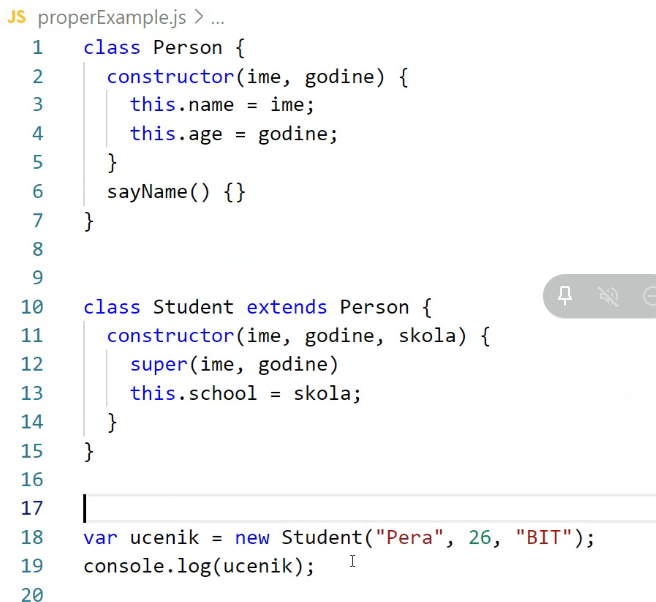 JS properExample.js > ...
1 class Person {
2   constructor(ime, godine) {
3     this.name = ime;
4     this.age = godine;
5   }
6   sayName() {}
7 }
8
9
10 class Student extends Person {
11   constructor(ime, godine, skola) {
12     super(ime, godine)
13     this.school = skola;
14   }
15 }
16
17
18 var ucenik = new Student("Pera", 26, "BIT");
19 console.log(ucenik);
20